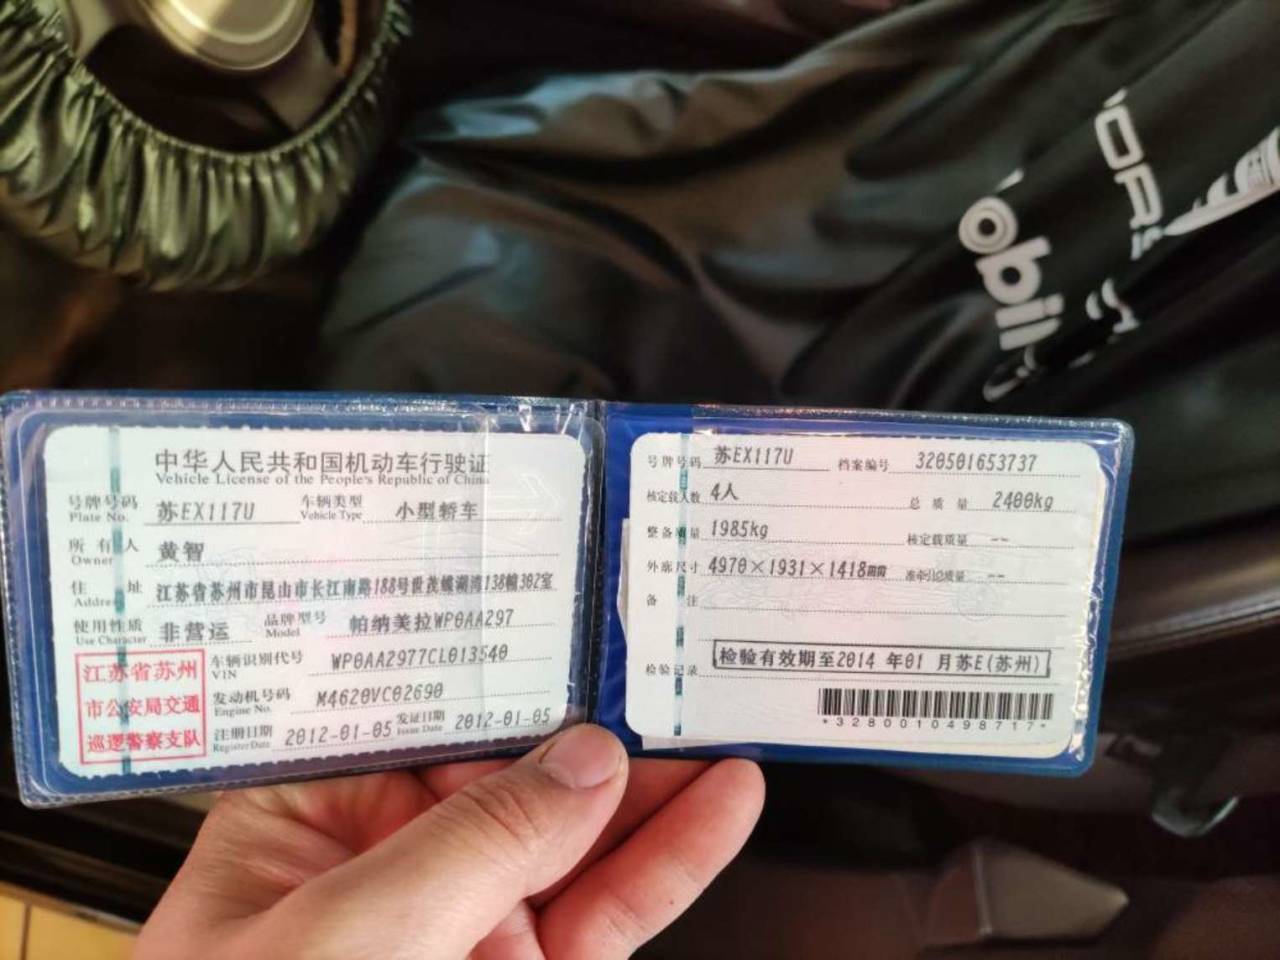 中华人民共和国机动车行驶证
Vehicle License of the People's Republic of China
号牌号码 苏EX117U 车辆类型 小型轿车
Plate No. Vehicle Type
所有人 黄智
Owner
住址 江苏省苏州市昆山市长江南路188号世茂蝶湖湾138幢302室
Address
使用性质 非营运 品牌型号 帕纳美拉WP0AA297
Use Character Model
江苏省苏州
市公安局交通
巡逻警察支队
车辆识别代号 WP0AA2977CL013540
VIN
发动机号码 M4620VC02690
Engine No.
注册日期 2012-01-05 发证日期 2012-01-05
Register Date Issue Date
号牌号码 苏EX117U 档案编号 320501653737
核定载人数 4人 总质量 2400kg
整备质量 1985kg 核定载质量 --
外廓尺寸 4970×1931×1418mm 准牵引总质量 --
备注
检验记录 检验有效期至2014年01月苏E(苏州)
*3280010498717*
obil